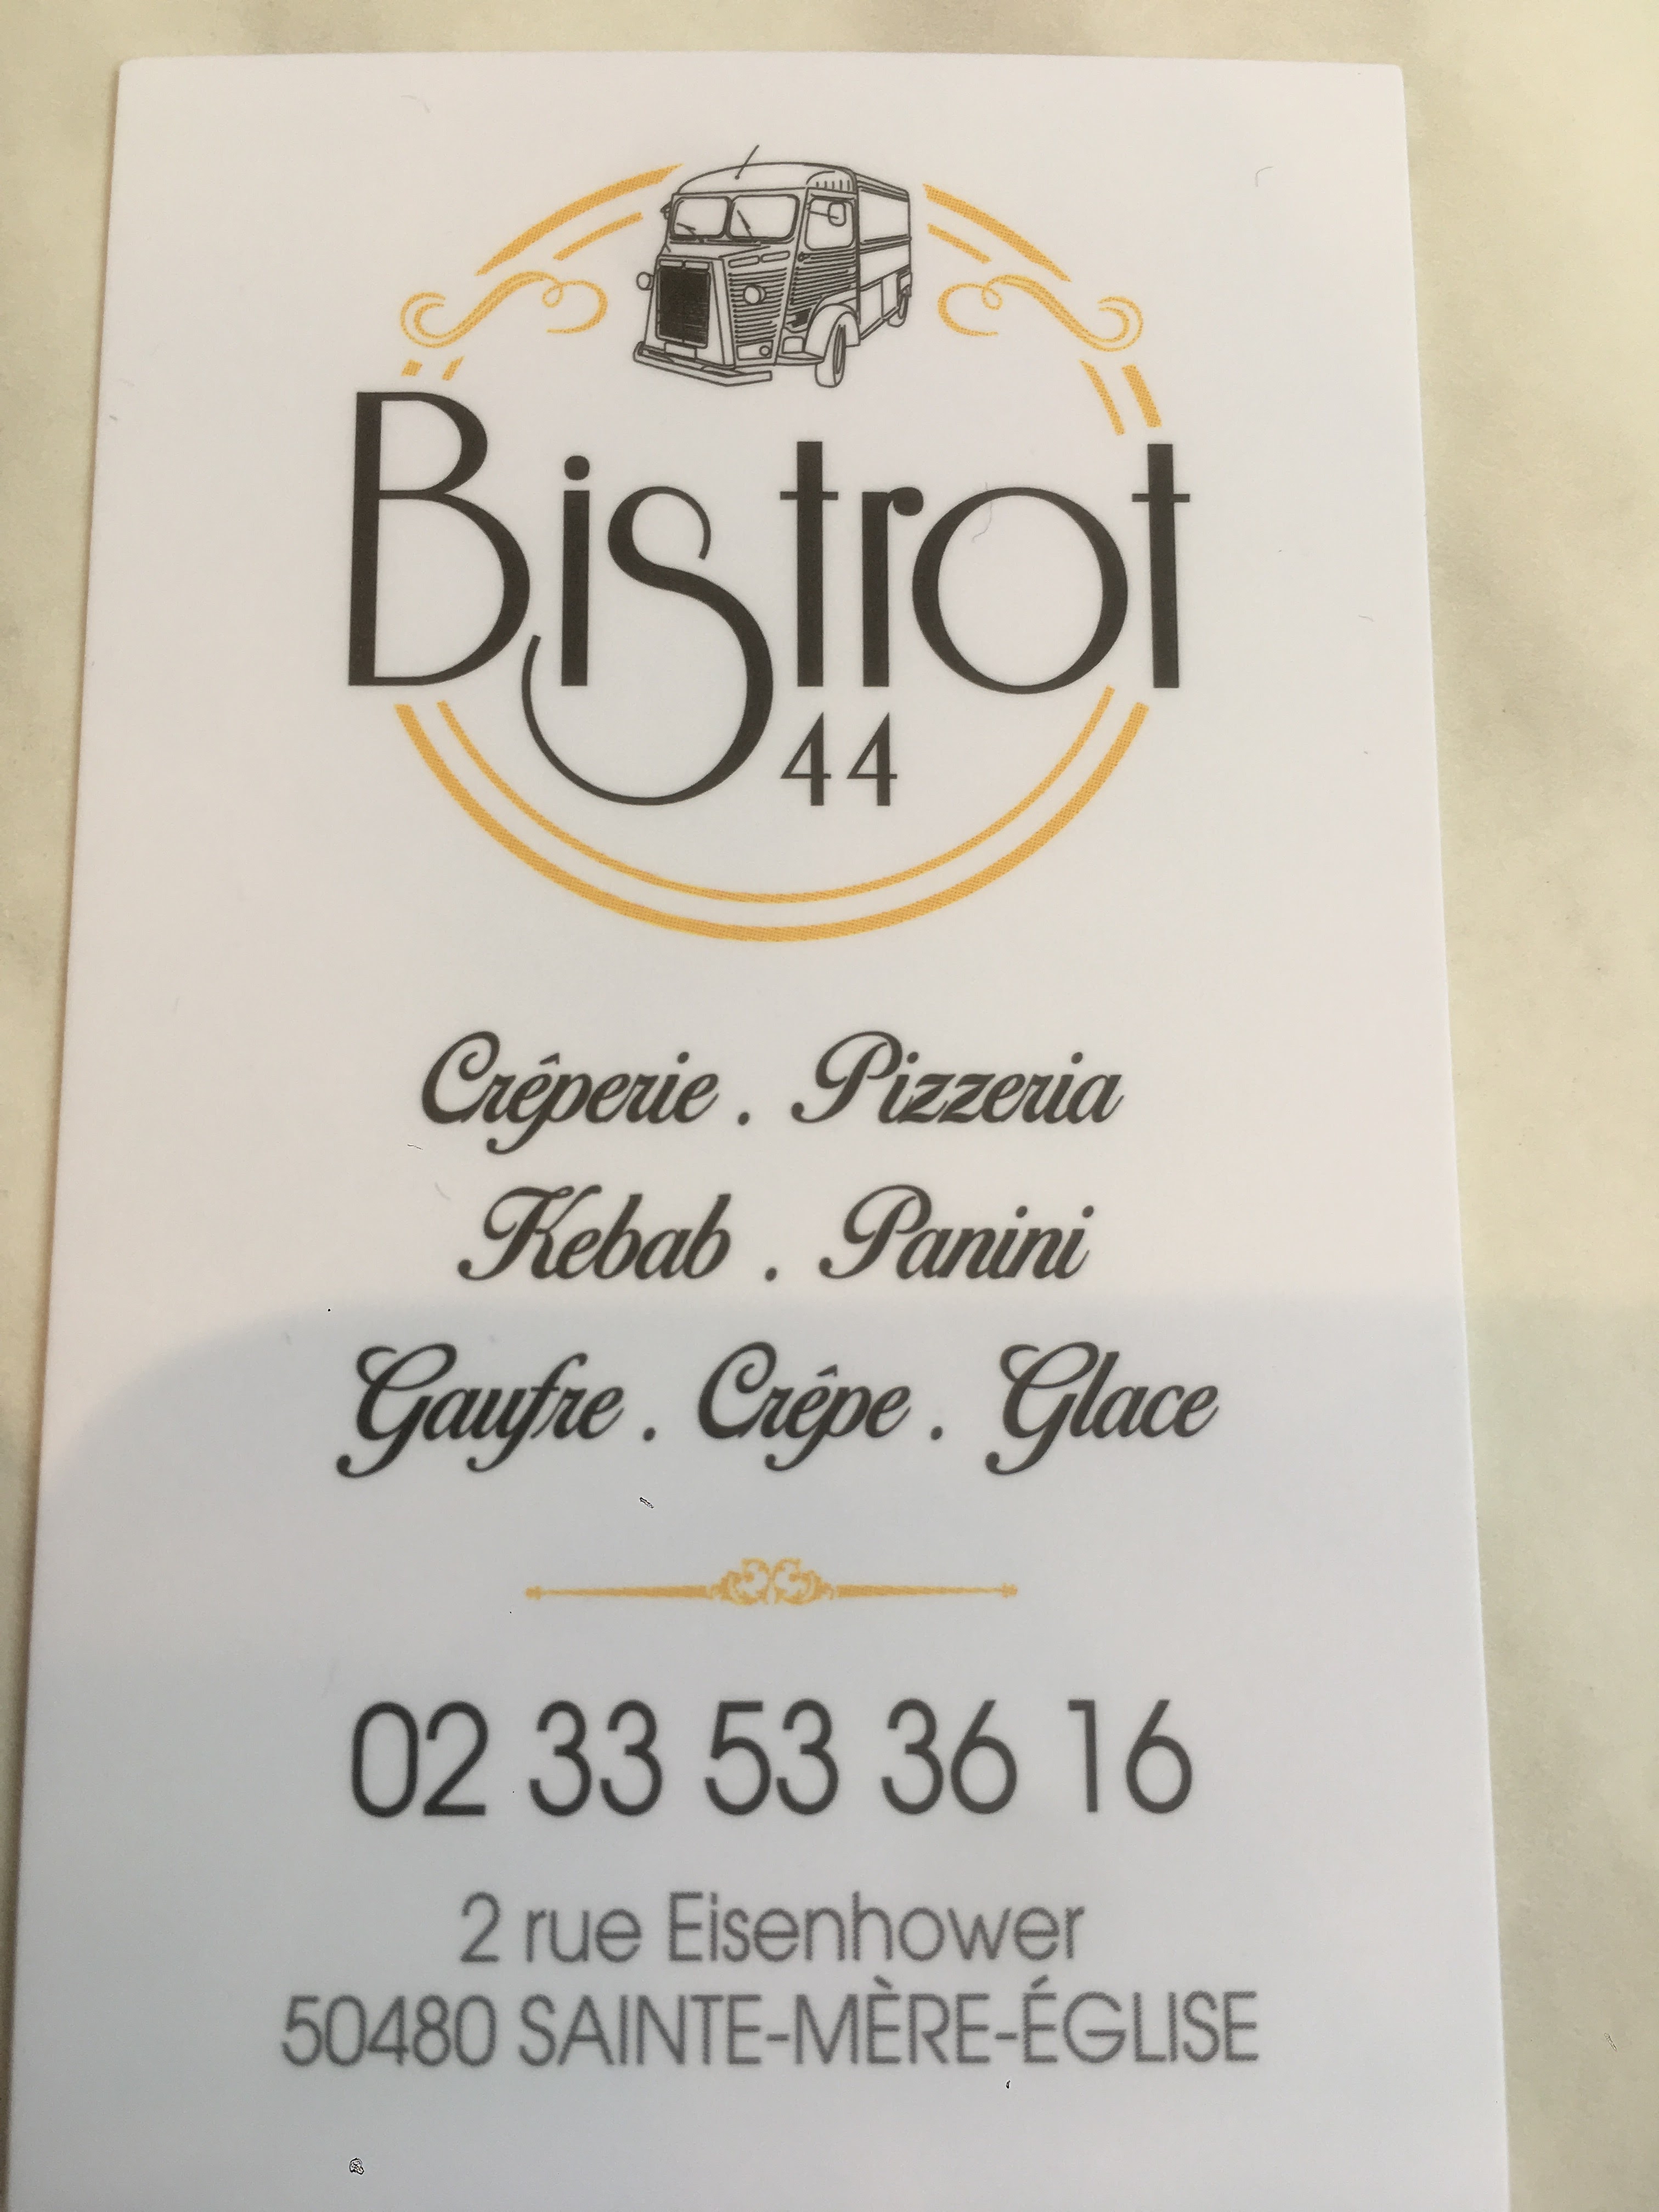 Bistrot
44
Crêperie . Pizzeria
Kebab . Panini
Gaufre . Crêpe . Glace
02 33 53 36 16
2 rue Eisenhower
50480 SAINTE-MÈRE-ÉGLISE